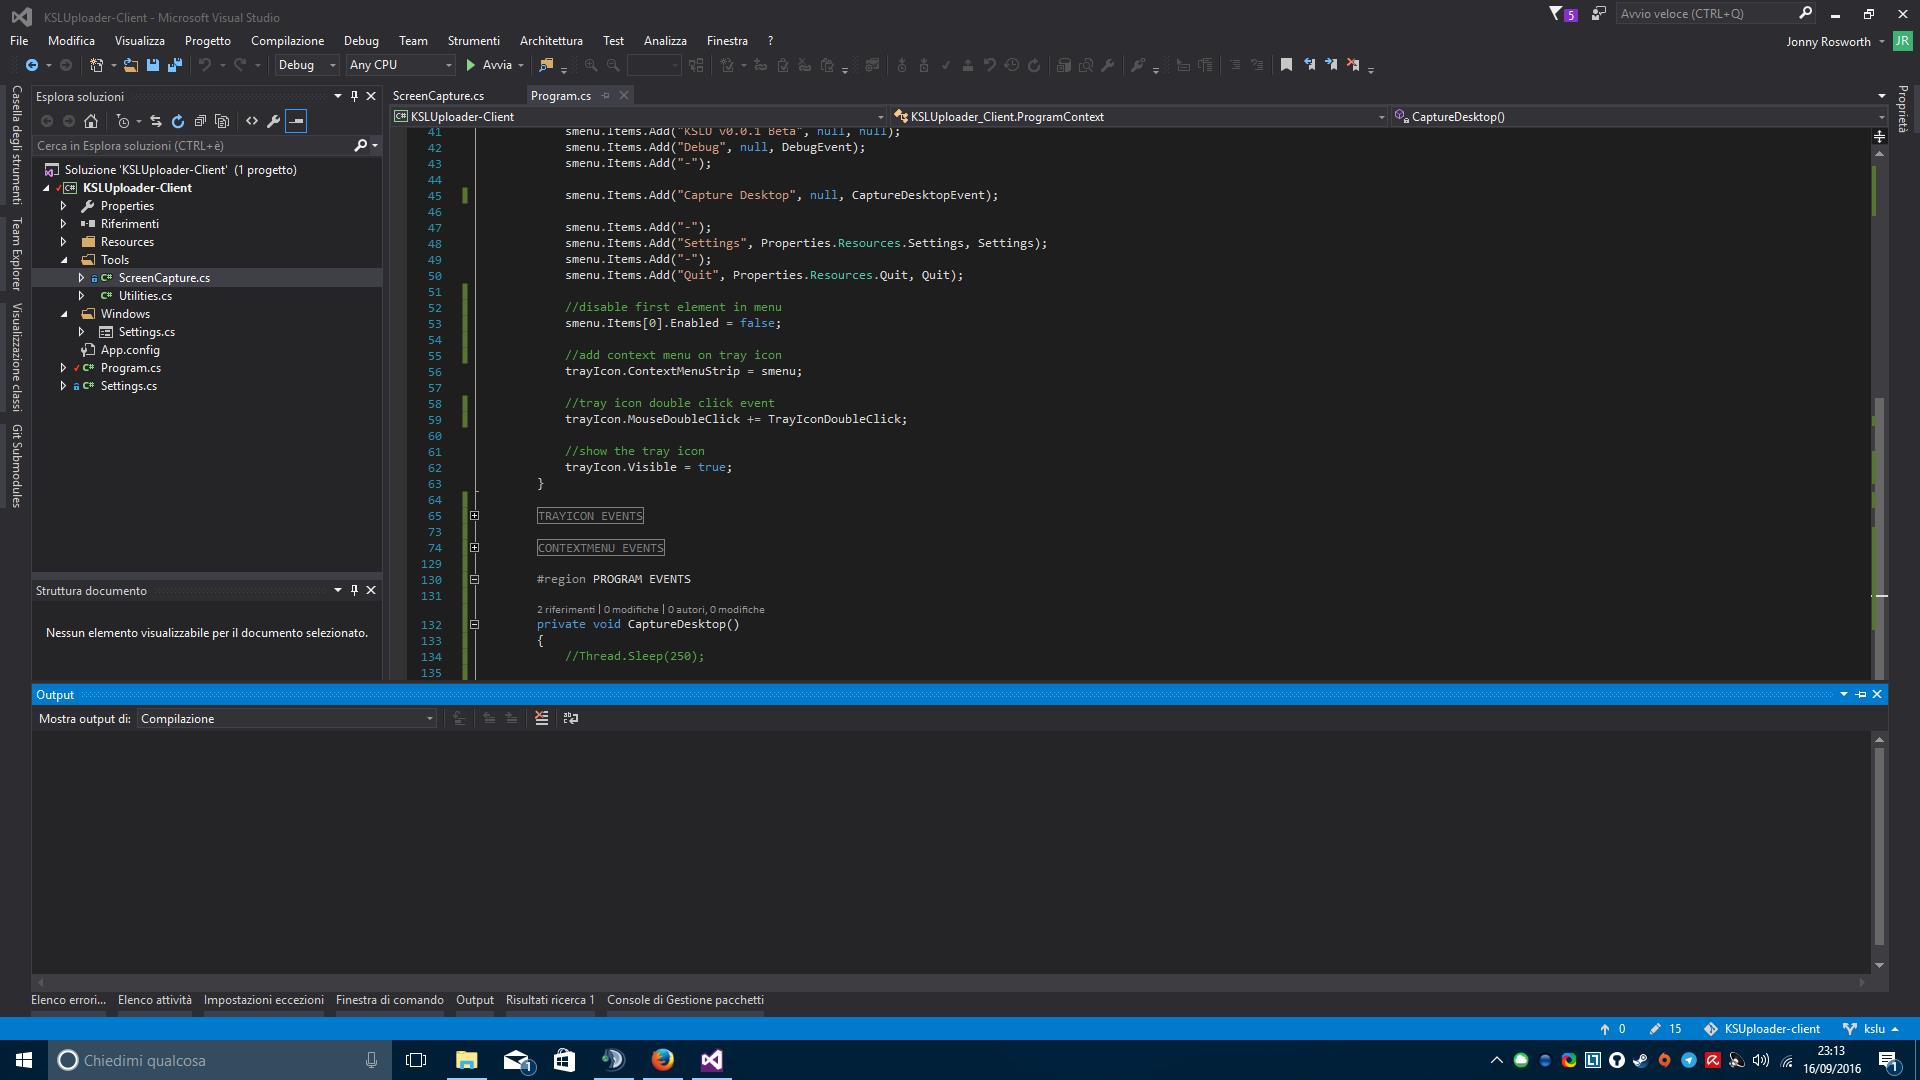 KSLUploader-Client - Microsoft Visual Studio
5
Avvio veloce (CTRL+Q)
File Modifica Visualizza Progetto Compilazione Debug Team Strumenti Architettura Test Analizza Finestra ?
Jonny Rosworth JR
Debug Any CPU Avvia
Casella degli strumenti
Team Explorer
Visualizzazione classi
Git Submodules
Esplora soluzioni
Cerca in Esplora soluzioni (CTRL+è)
Soluzione 'KSLUploader-Client' (1 progetto)
C# KSLUploader-Client
Properties
Riferimenti
Resources
Tools
C# ScreenCapture.cs
C# Utilities.cs
Windows
Settings.cs
App.config
C# Program.cs
C# Settings.cs
Struttura documento
Nessun elemento visualizzabile per il documento selezionato.
ScreenCapture.cs Program.cs
C# KSLUploader-Client KSLUploader_Client.ProgramContext CaptureDesktop()
41 smenu.Items.Add("KSLU v0.0.1 Beta", null, null);
42 smenu.Items.Add("Debug", null, DebugEvent);
43 smenu.Items.Add("-");
44
45 smenu.Items.Add("Capture Desktop", null, CaptureDesktopEvent);
46
47 smenu.Items.Add("-");
48 smenu.Items.Add("Settings", Properties.Resources.Settings, Settings);
49 smenu.Items.Add("-");
50 smenu.Items.Add("Quit", Properties.Resources.Quit, Quit);
51
52 //disable first element in menu
53 smenu.Items[0].Enabled = false;
54
55 //add context menu on tray icon
56 trayIcon.ContextMenuStrip = smenu;
57
58 //tray icon double click event
59 trayIcon.MouseDoubleClick += TrayIconDoubleClick;
60
61 //show the tray icon
62 trayIcon.Visible = true;
63 }
64
65 TRAYICON EVENTS
73
74 CONTEXTMENU EVENTS
129
130 #region PROGRAM EVENTS
131
2 riferimenti | 0 modifiche | 0 autori, 0 modifiche
132 private void CaptureDesktop()
133 {
134 //Thread.Sleep(250);
135
Proprietà
Output
Mostra output di: Compilazione
Elenco errori... Elenco attività Impostazioni eccezioni Finestra di comando Output Risultati ricerca 1 Console di Gestione pacchetti
0 15 KSUploader-client kslu
Chiedimi qualcosa
1
23:13
16/09/2016
1